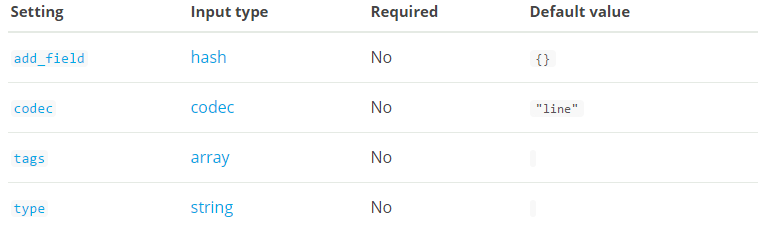 Setting Input type Required Default value
add_field hash No {}
codec codec No "line"
tags array No
type string No